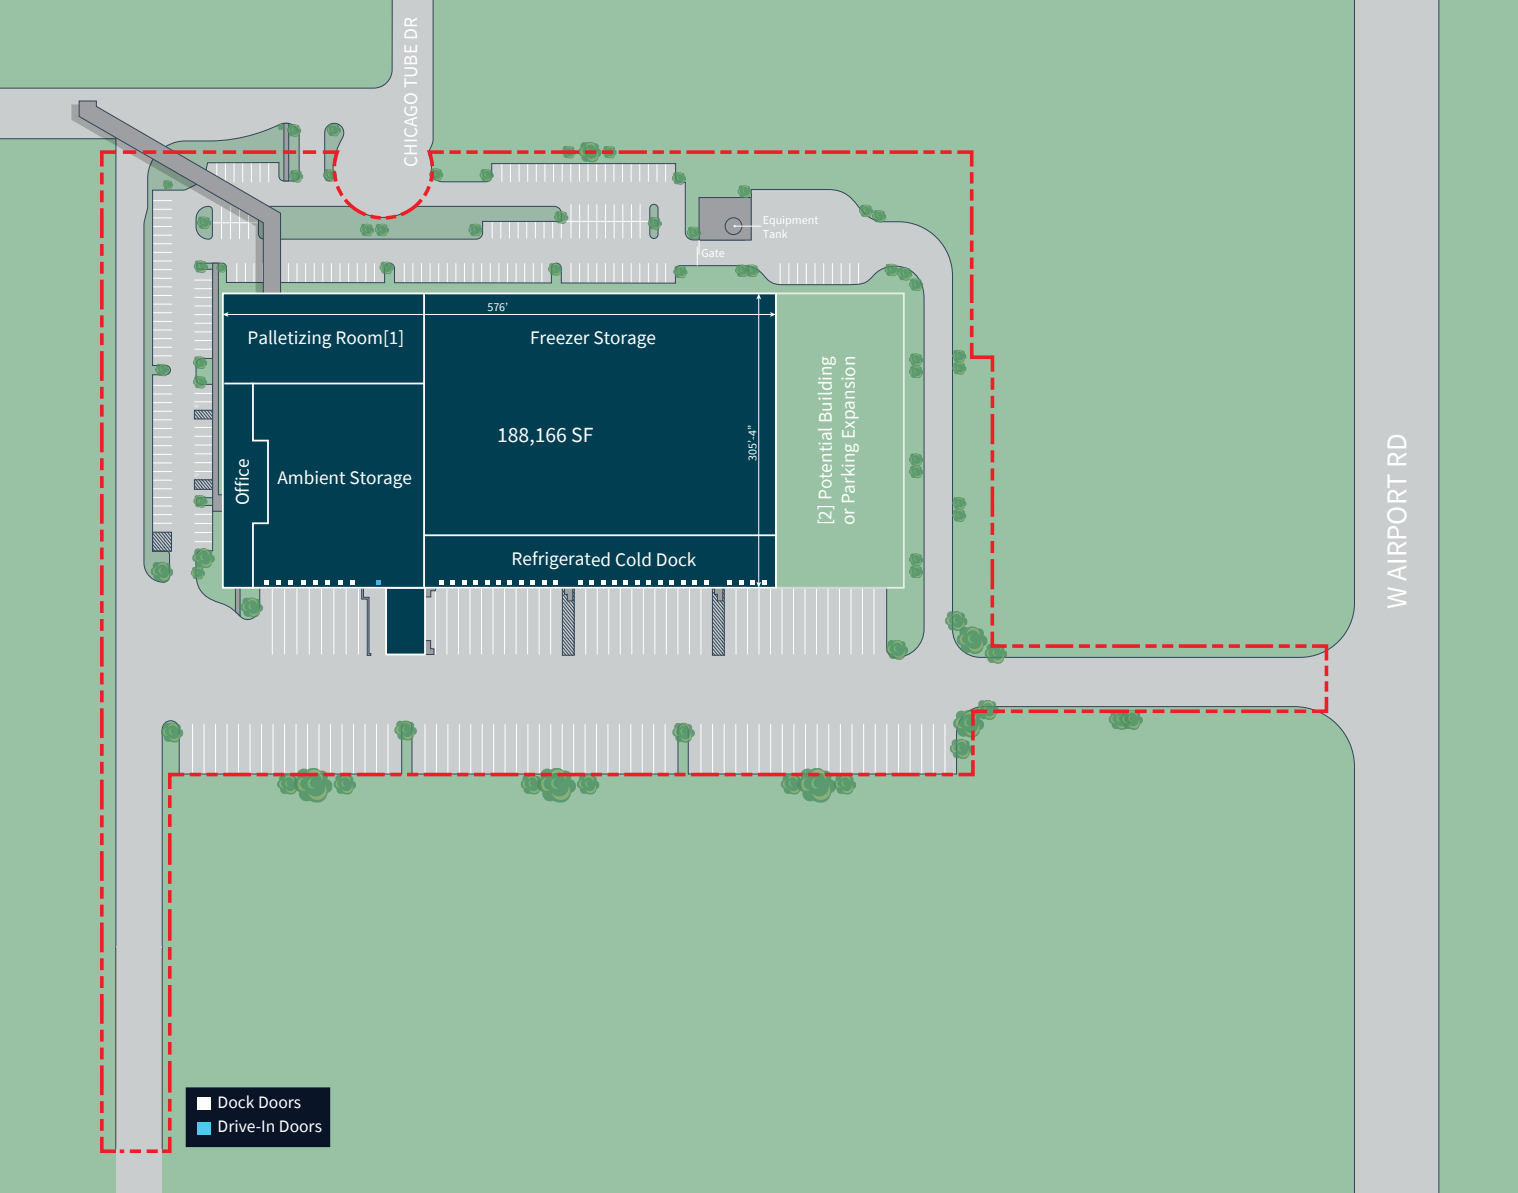 CHICAGO TUBE DR
Equipment
Tank
Gate
576'
Palletizing Room[1]
Freezer Storage
188,166 SF
305'-4"
[2] Potential Building
or Parking Expansion
Office
Ambient Storage
Refrigerated Cold Dock
W AIRPORT RD
Dock Doors
Drive-In Doors